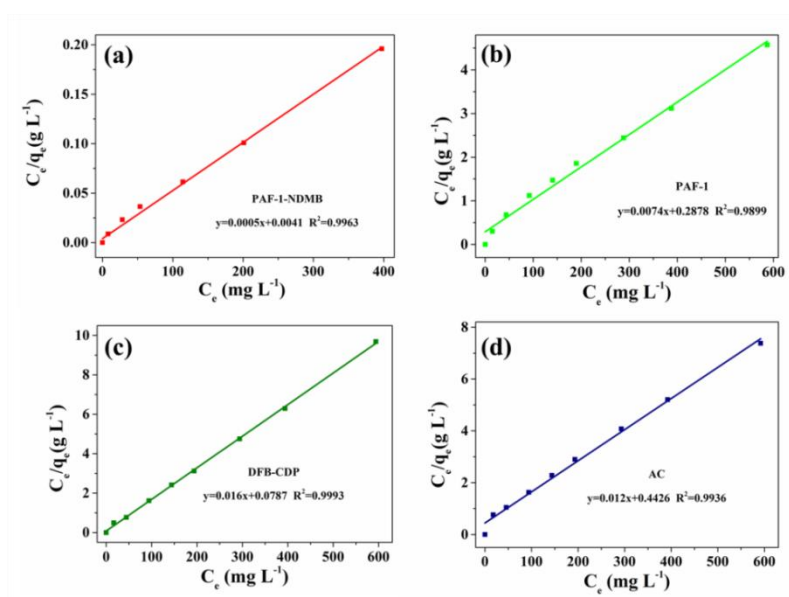 (a)
0.20
0.15
0.10
0.05
0.00
0 100 200 300 400
Cₑ/qₑ(g L⁻¹)
Cₑ (mg L⁻¹)
PAF-1-NDMB
y=0.0005x+0.0041 R²=0.9963
(b)
4
3
2
1
0
0 100 200 300 400 500 600
Cₑ/qₑ(g L⁻¹)
Cₑ (mg L⁻¹)
PAF-1
y=0.0074x+0.2878 R²=0.9899
(c)
10
8
6
4
2
0
0 100 200 300 400 500 600
Cₑ/qₑ(g L⁻¹)
Cₑ (mg L⁻¹)
DFB-CDP
y=0.016x+0.0787 R²=0.9993
(d)
8
6
4
2
0
0 100 200 300 400 500 600
Cₑ/qₑ(g L⁻¹)
Cₑ (mg L⁻¹)
AC
y=0.012x+0.4426 R²=0.9936